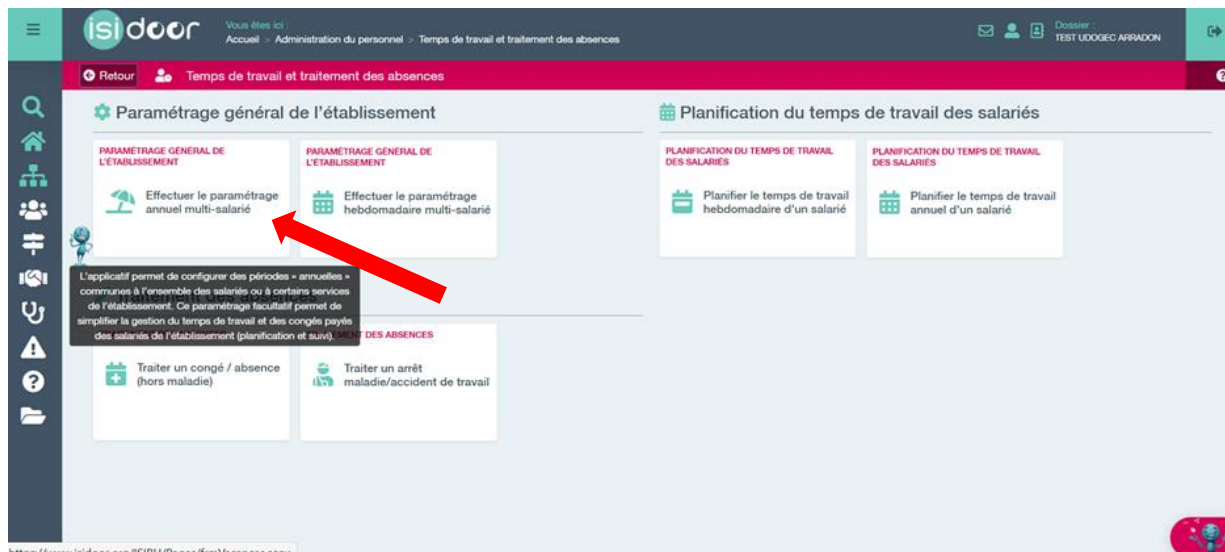 isidoor
Vous êtes ici :
Accueil > Administration du personnel > Temps de travail et traitement des absences
Dossier :
TEST UDOGEC ARRADON
Retour
Temps de travail et traitement des absences
Paramétrage général de l'établissement
PARAMÉTRAGE GÉNÉRAL DE
L'ÉTABLISSEMENT
Effectuer le paramétrage
annuel multi-salarié
PARAMÉTRAGE GÉNÉRAL DE
L'ÉTABLISSEMENT
Effectuer le paramétrage
hebdomadaire multi-salarié
Planification du temps de travail des salariés
PLANIFICATION DU TEMPS DE TRAVAIL
DES SALARIÉS
Planifier le temps de travail
hebdomadaire d'un salarié
PLANIFICATION DU TEMPS DE TRAVAIL
DES SALARIÉS
Planifier le temps de travail
annuel d'un salarié
L'applicatif permet de configurer des périodes « annuelles »
communes à l'ensemble des salariés ou à certains services
de l'établissement. Ce paramétrage facultatif permet de
simplifier la gestion du temps de travail et des congés payés
des salariés de l'établissement (planification et suivi).
Traitement des absences
DES ABSENCES
Traiter un congé / absence
(hors maladie)
Traiter un arrêt
maladie/accident de travail